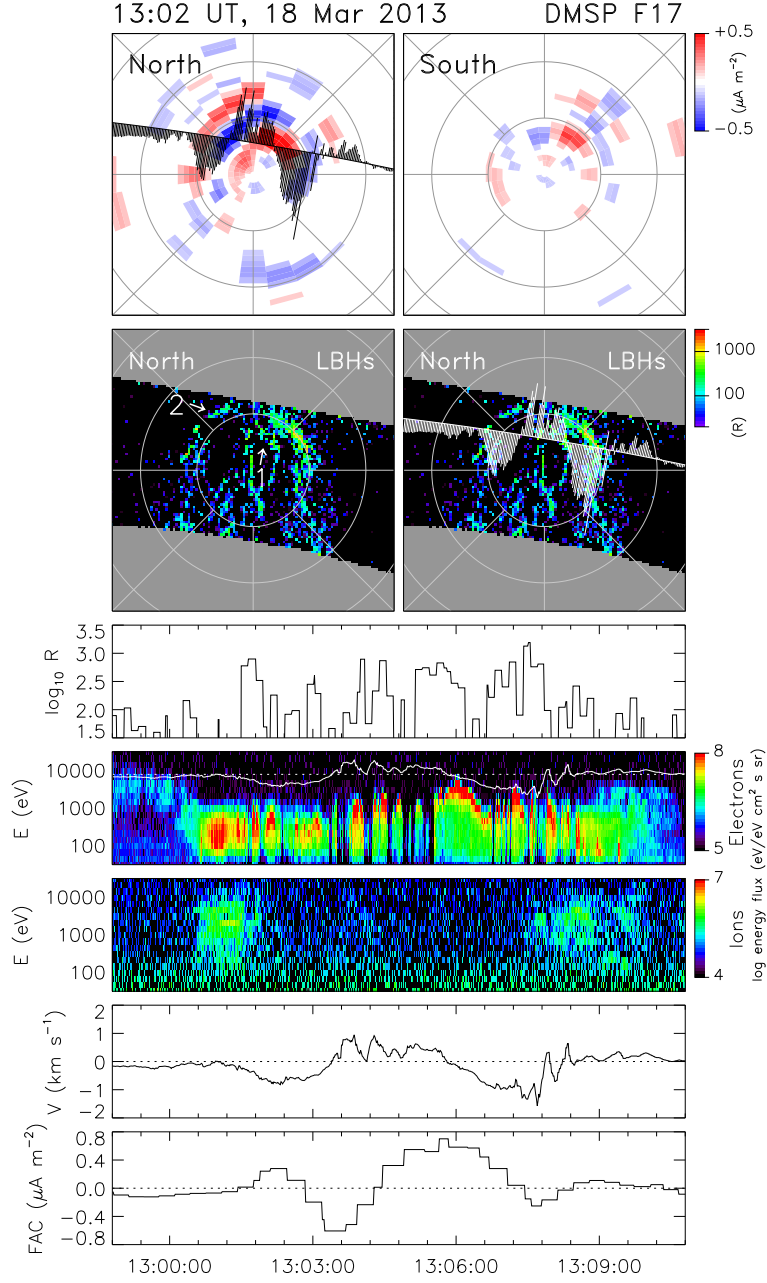 13:02 UT, 18 Mar 2013 DMSP F17
North
South
+0.5
(μA m⁻²)
−0.5
North LBHs
2
1
North LBHs
1000
100
(R)
log₁₀ R
3.5
3.0
2.5
2.0
1.5
E (eV)
10000
1000
100
8
5
Electrons
E (eV)
10000
1000
100
7
4
Ions
log energy flux (eV/eV cm² s sr)
V (km s⁻¹)
2
1
0
−1
−2
FAC (μA m⁻²)
0.8
0.4
0.0
−0.4
−0.8
13:00:00 13:03:00 13:06:00 13:09:00